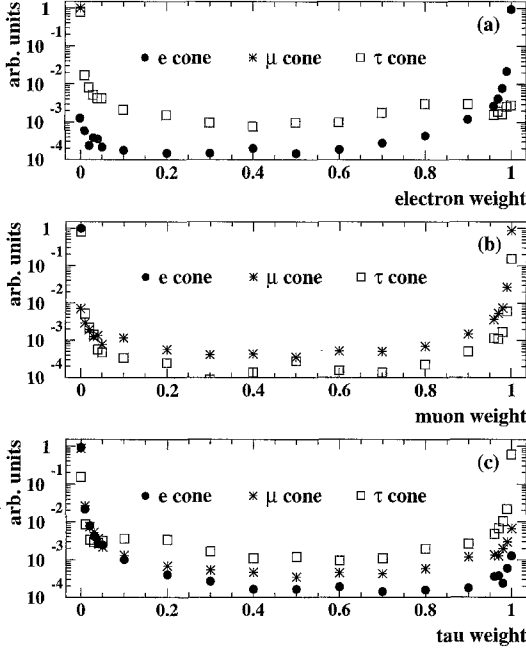 arb. units
1
(a)
10 -1
● e cone ✳ μ cone □ τ cone
10 -2
10 -3
10 -4
0 0.2 0.4 0.6 0.8 1
electron weight
arb. units
1
(b)
10 -1
● e cone ✳ μ cone □ τ cone
10 -2
10 -3
10 -4
0 0.2 0.4 0.6 0.8 1
muon weight
arb. units
1
(c)
10 -1
● e cone ✳ μ cone □ τ cone
10 -2
10 -3
10 -4
0 0.2 0.4 0.6 0.8 1
tau weight